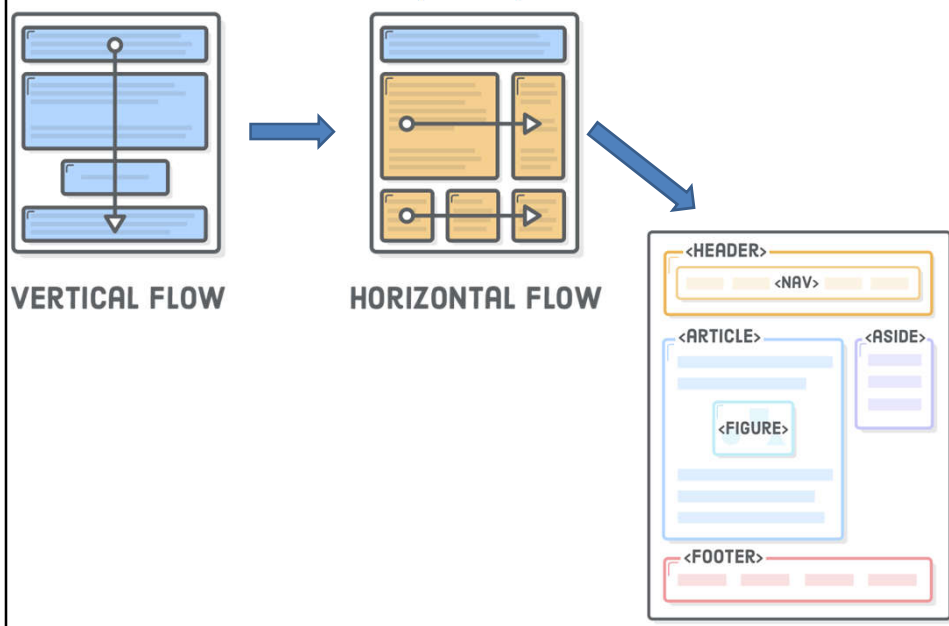 VERTICAL FLOW
HORIZONTAL FLOW
<HEADER>
<NAV>
<ARTICLE>
<ASIDE>
<FIGURE>
<FOOTER>